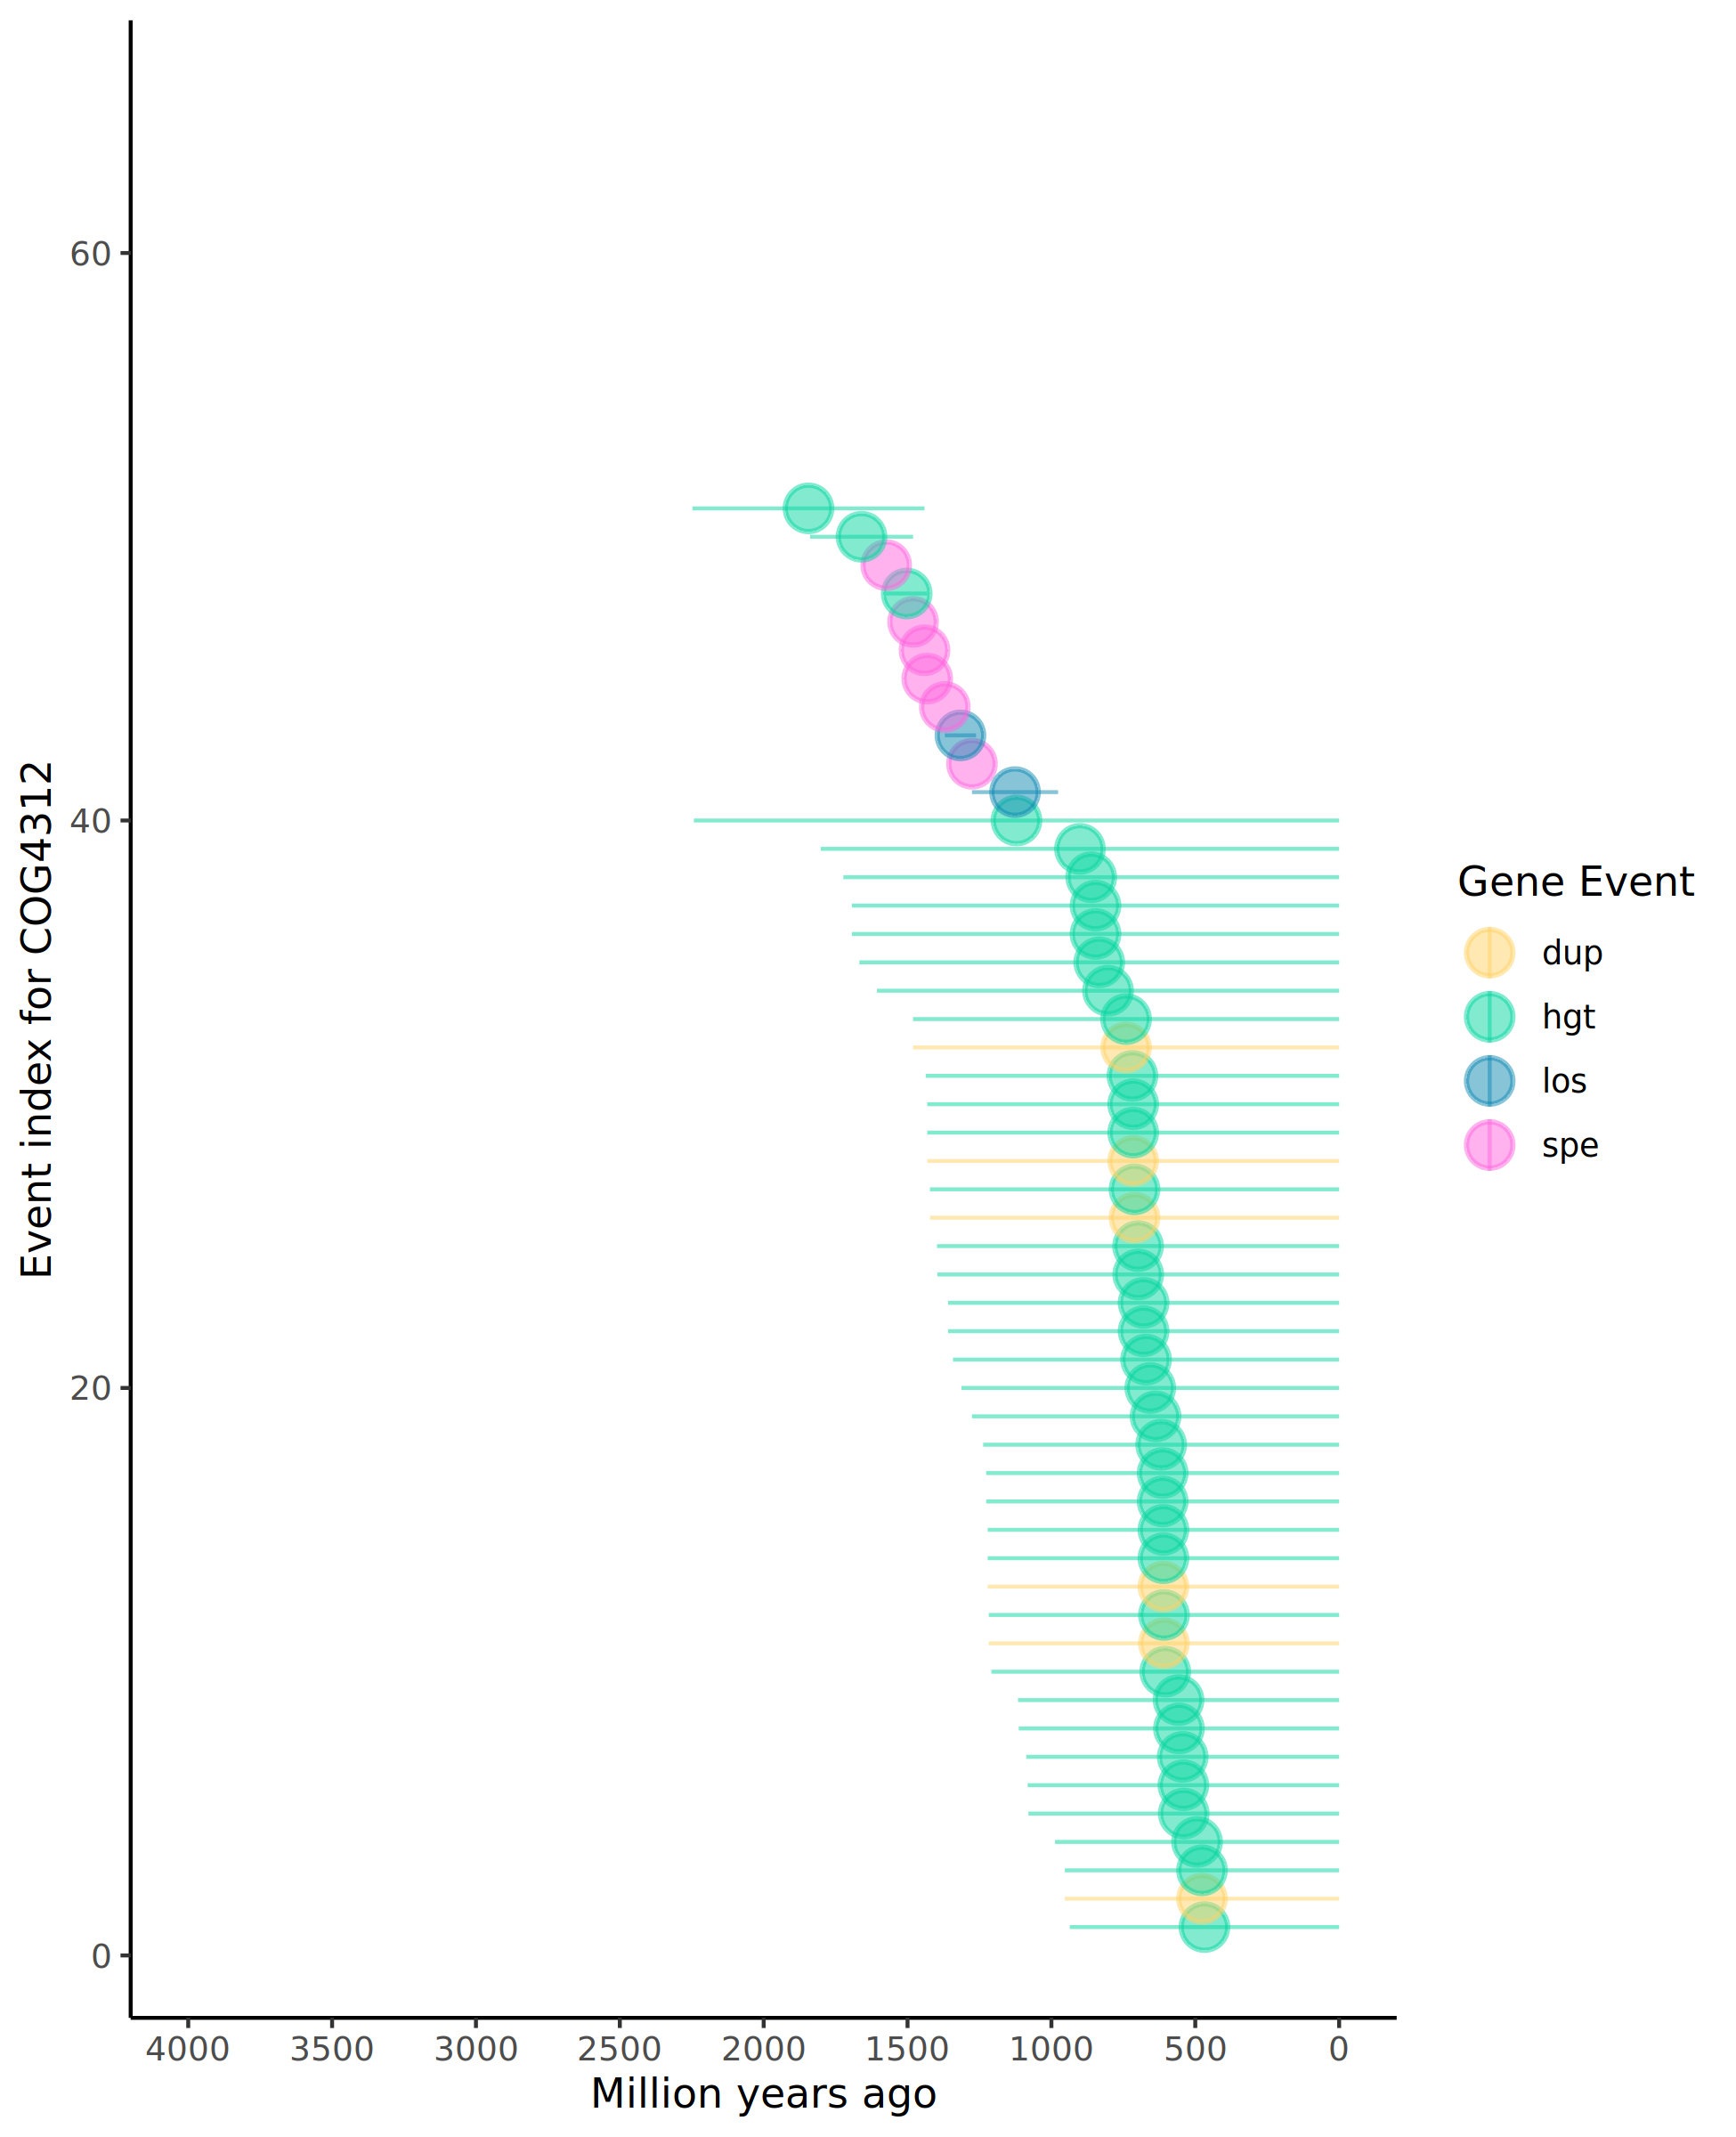 Event index for COG4312
60
40
20
0
4000 3500 3000 2500 2000 1500 1000 500 0
Million years ago
Gene Event
dup
hgt
los
spe